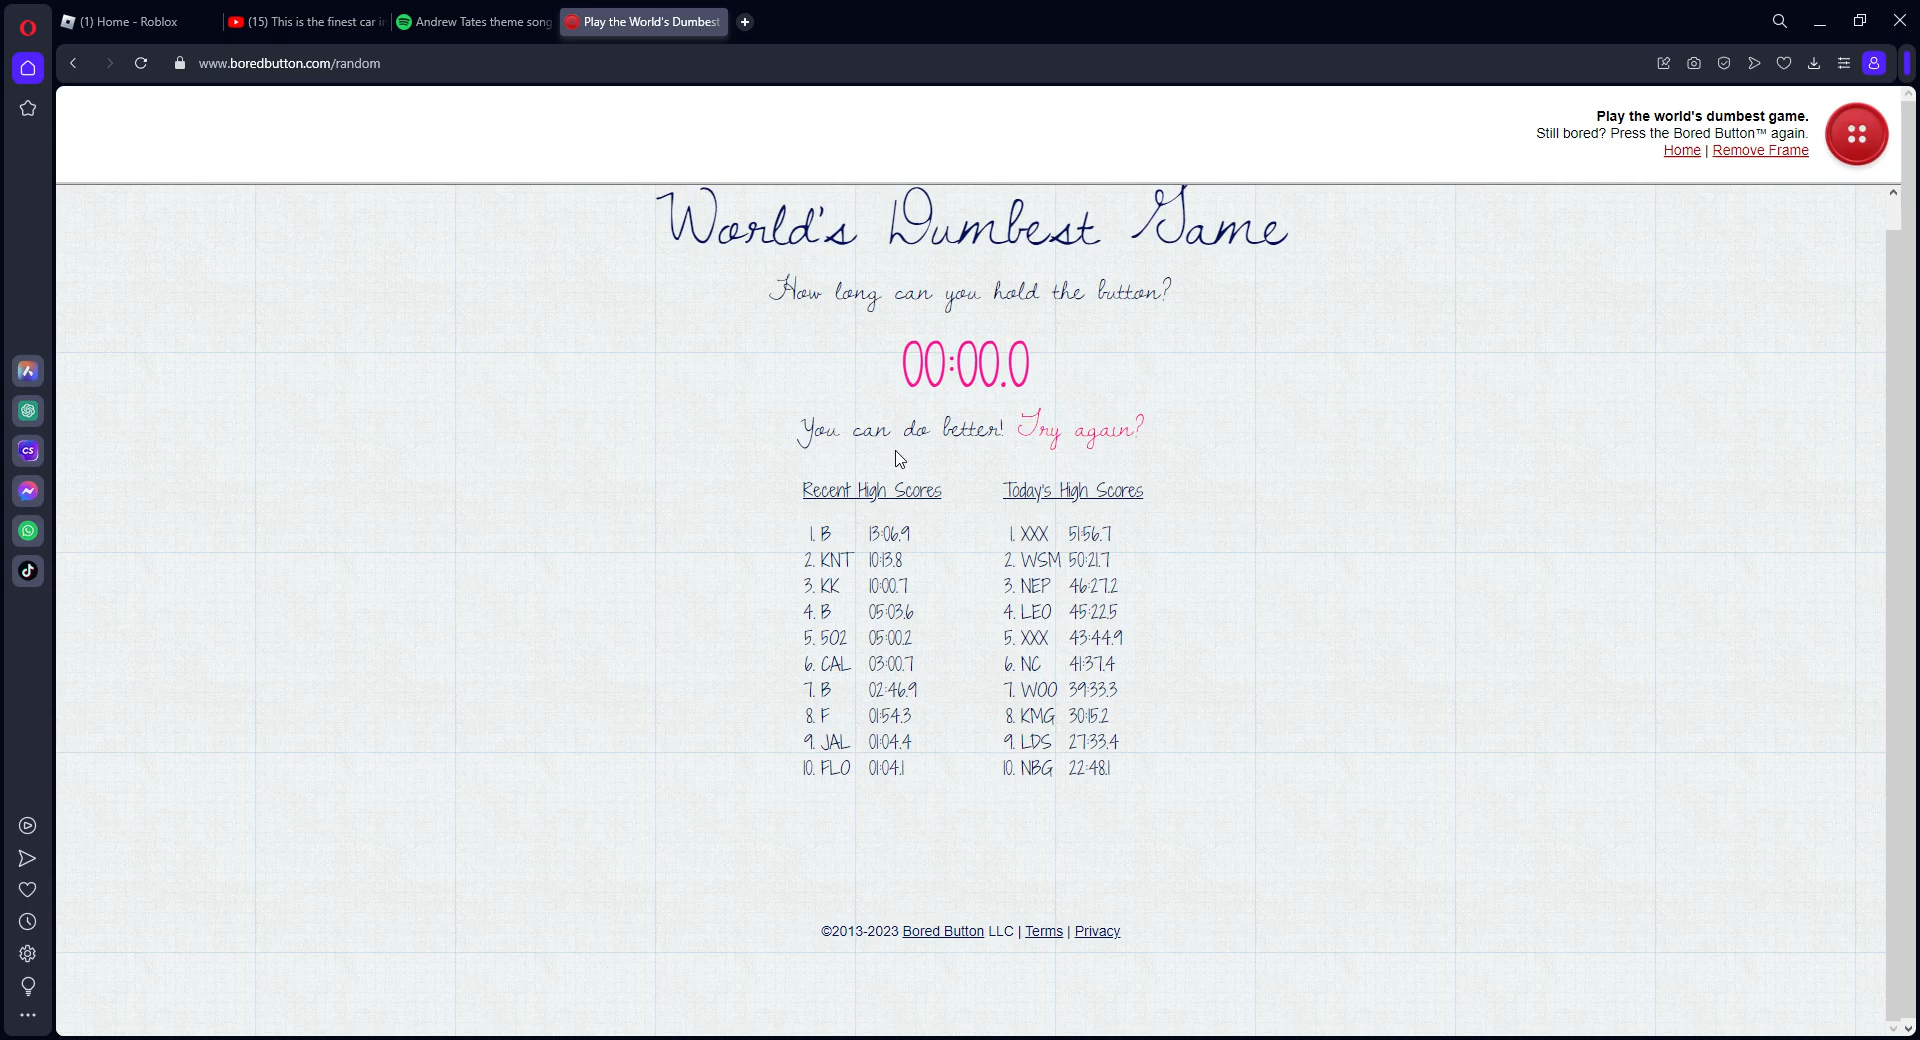 (1) Home - Roblox
(15) This is the finest car i
Andrew Tates theme song
Play the World's Dumbest
www.boredbutton.com/random
Play the world's dumbest game.
Still bored? Press the Bored Button™ again.
Home | Remove Frame
World's Dumbest Game
How long can you hold the button?
00:00.0
You can do better! Try again?
Recent High Scores
1. B 13:06.9
2. KNT 10:13.8
3. KK 10:00.7
4. B 05:03.6
5. 502 05:00.2
6. CAL 03:00.7
7. B 02:46.9
8. F 01:54.3
9. JAL 01:04.4
10. FLO 01:04.1
Today's High Scores
1. XXX 51:56.7
2. WSM 50:21.7
3. NEP 46:27.2
4. LEO 45:22.5
5. XXX 43:44.9
6. NC 41:37.4
7. WOO 39:33.3
8. KMG 30:15.2
9. LDS 27:33.4
10. NBG 22:48.1
CS
©2013-2023 Bored Button LLC | Terms | Privacy